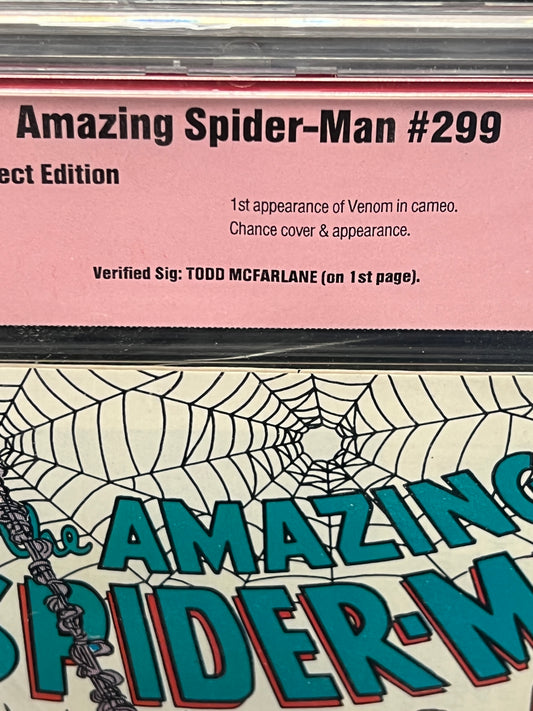 Amazing Spider-Man #299
ect Edition
1st appearance of Venom in cameo.
Chance cover & appearance.
Verified Sig: TODD MCFARLANE (on 1st page).
the AMAZING
SPIDER-M